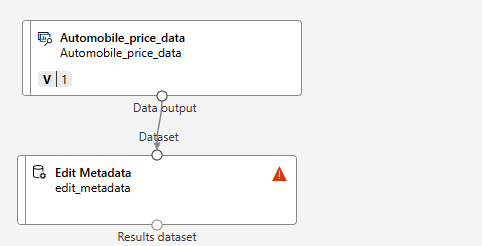 Automobile_price_data
Automobile_price_data
V 1
Data output
Dataset
Edit Metadata
edit_metadata
Results dataset